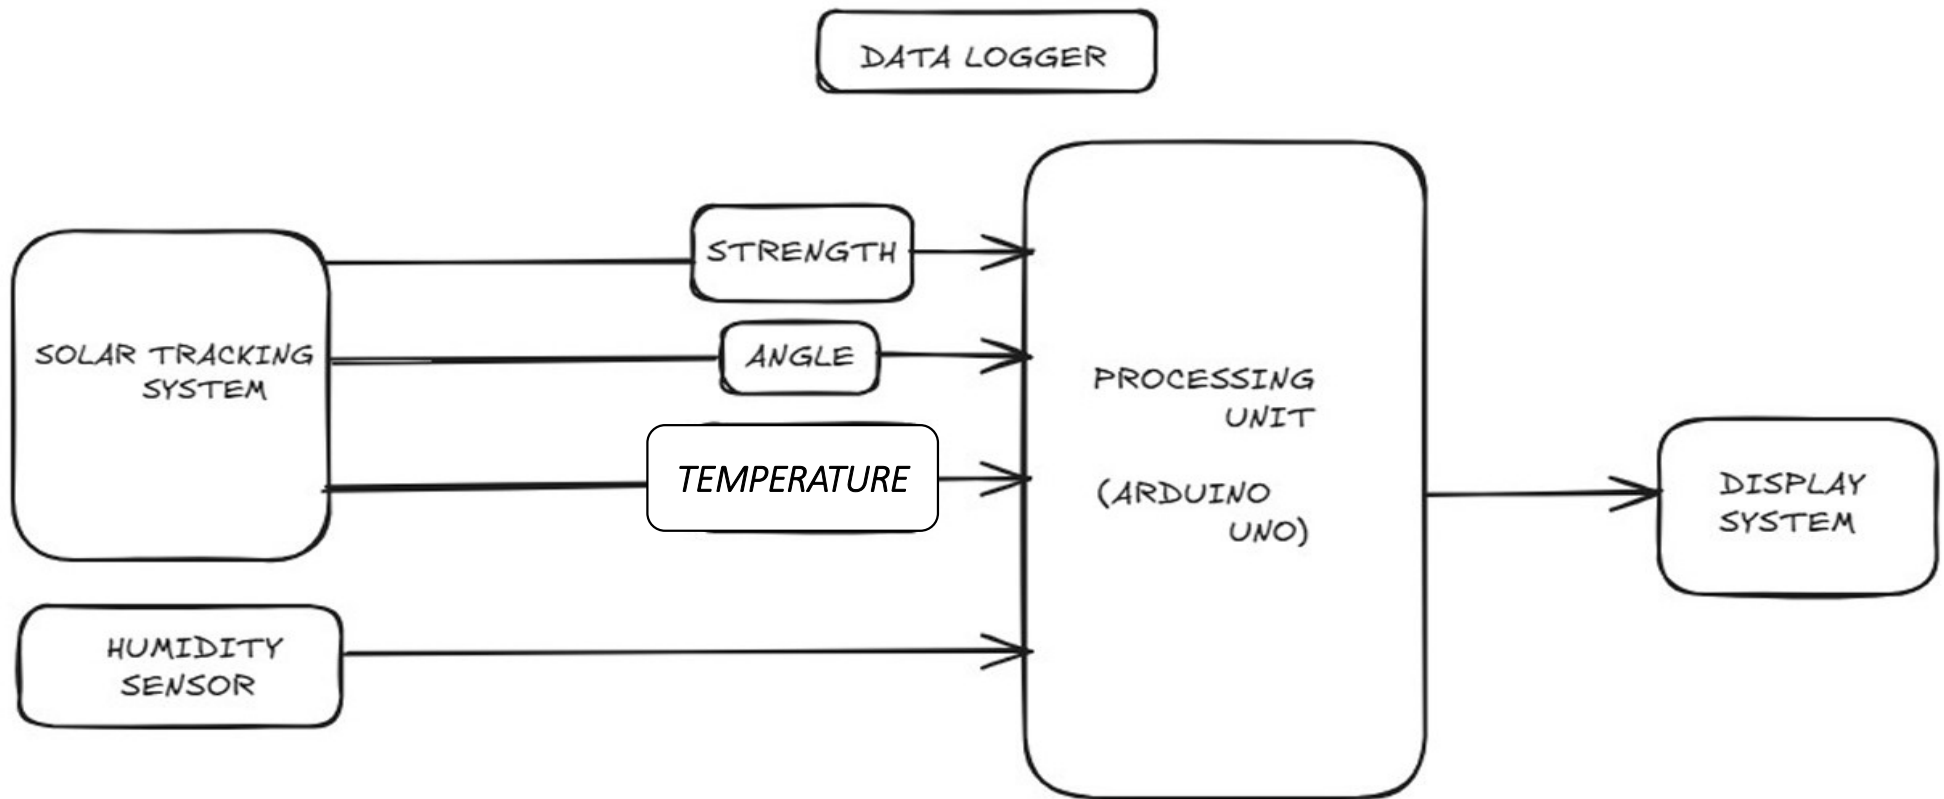 DATA LOGGER
STRENGTH
SOLAR TRACKING
SYSTEM
ANGLE
TEMPERATURE
HUMIDITY
SENSOR
PROCESSING
UNIT
(ARDUINO
UNO)
DISPLAY
SYSTEM